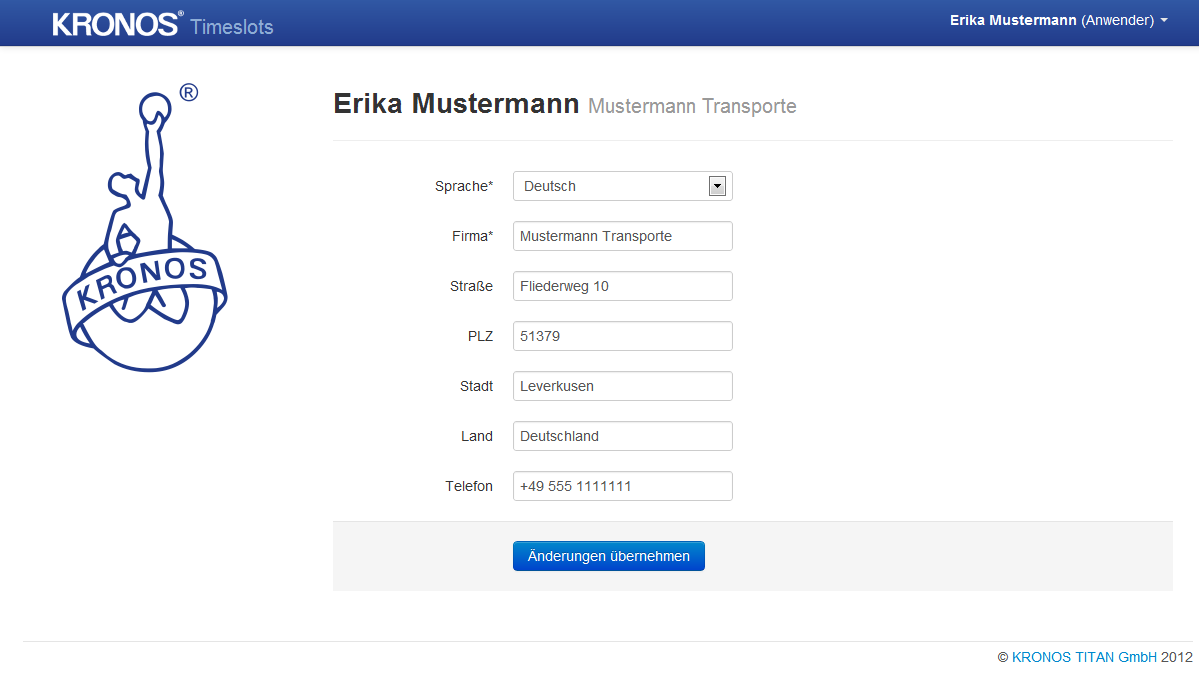 KRONOS® Timeslots
Erika Mustermann (Anwender)
®
KRONOS
Erika Mustermann Mustermann Transporte
Sprache* Deutsch
Firma* Mustermann Transporte
Straße Fliederweg 10
PLZ 51379
Stadt Leverkusen
Land Deutschland
Telefon +49 555 1111111
Änderungen übernehmen
© KRONOS TITAN GmbH 2012